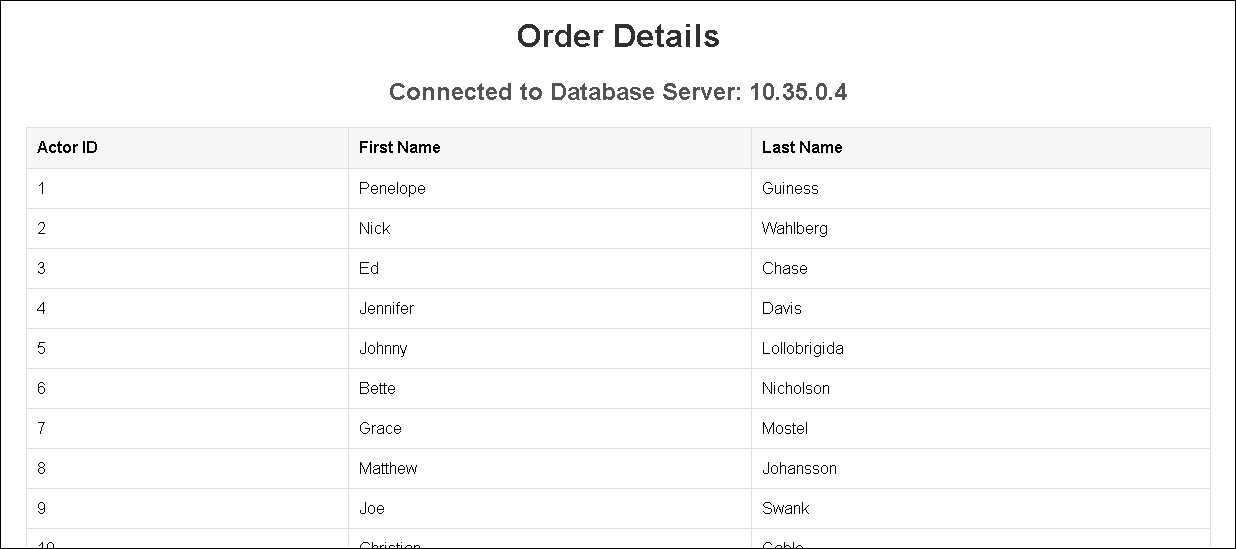 Order Details
Connected to Database Server: 10.35.0.4
Actor ID First Name Last Name
1 Penelope Guiness
2 Nick Wahlberg
3 Ed Chase
4 Jennifer Davis
5 Johnny Lollobrigida
6 Bette Nicholson
7 Grace Mostel
8 Matthew Johansson
9 Joe Swank
10 Christian Gable